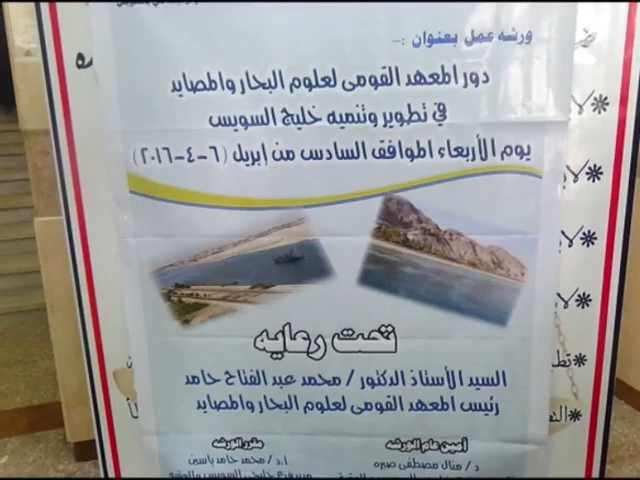 ورشه عمل بعنوان :-
دور المعهد القومى لعلوم البحار والمصايد
في تطوير وتنميه خليج السويس
يوم الأربعاء الموافق السادس من إبريل (٦-٤-٢٠١٦)
تحت رعايه
السيد الأستاذ الدكتور / محمد عبد الفتاح حامد
رئيس المعهد القومى لعلوم البحار والمصايد
أمين عام الورشه
مقرر الورشه
د / منال مصطفى صبره
ا.د / محمد حامد ياسين